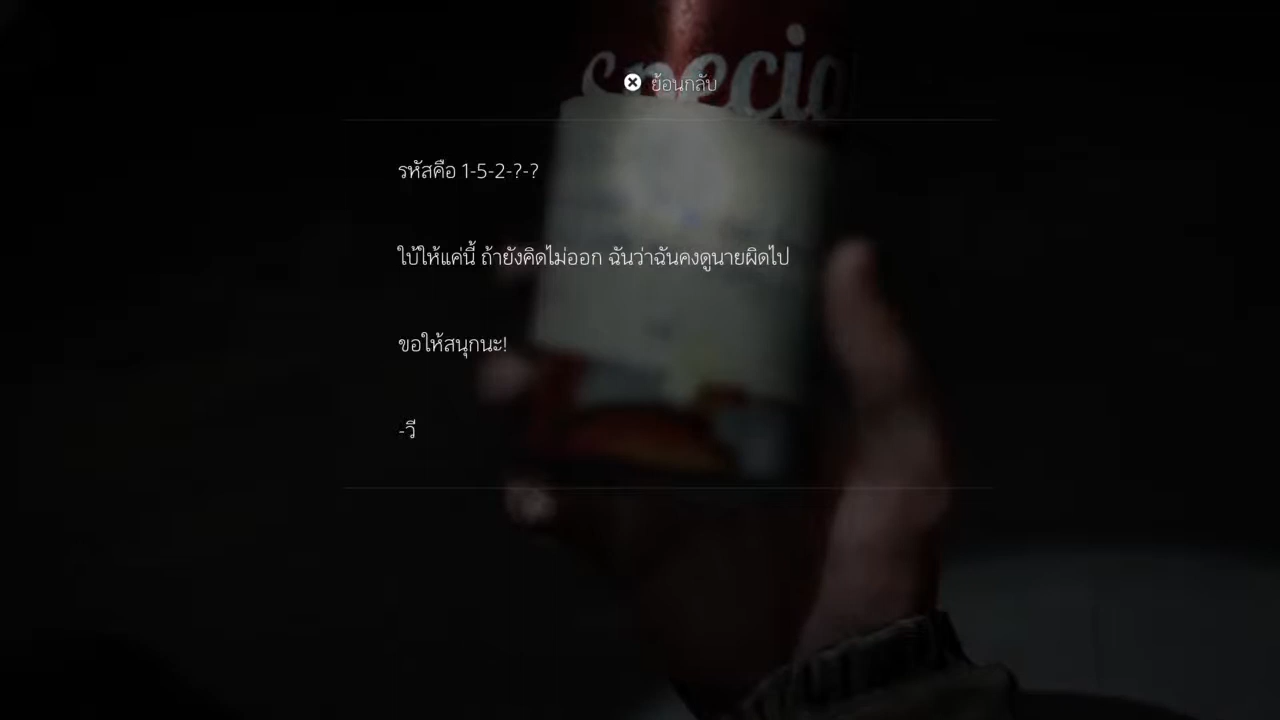 Specia
ย้อนกลับ
รหัสคือ 1-5-2-?-?
ใบ้ให้แค่นี้ ถ้ายังคิดไม่ออก ฉันว่าฉันคงดูนายผิดไป
ขอให้สนุกนะ!
-วี